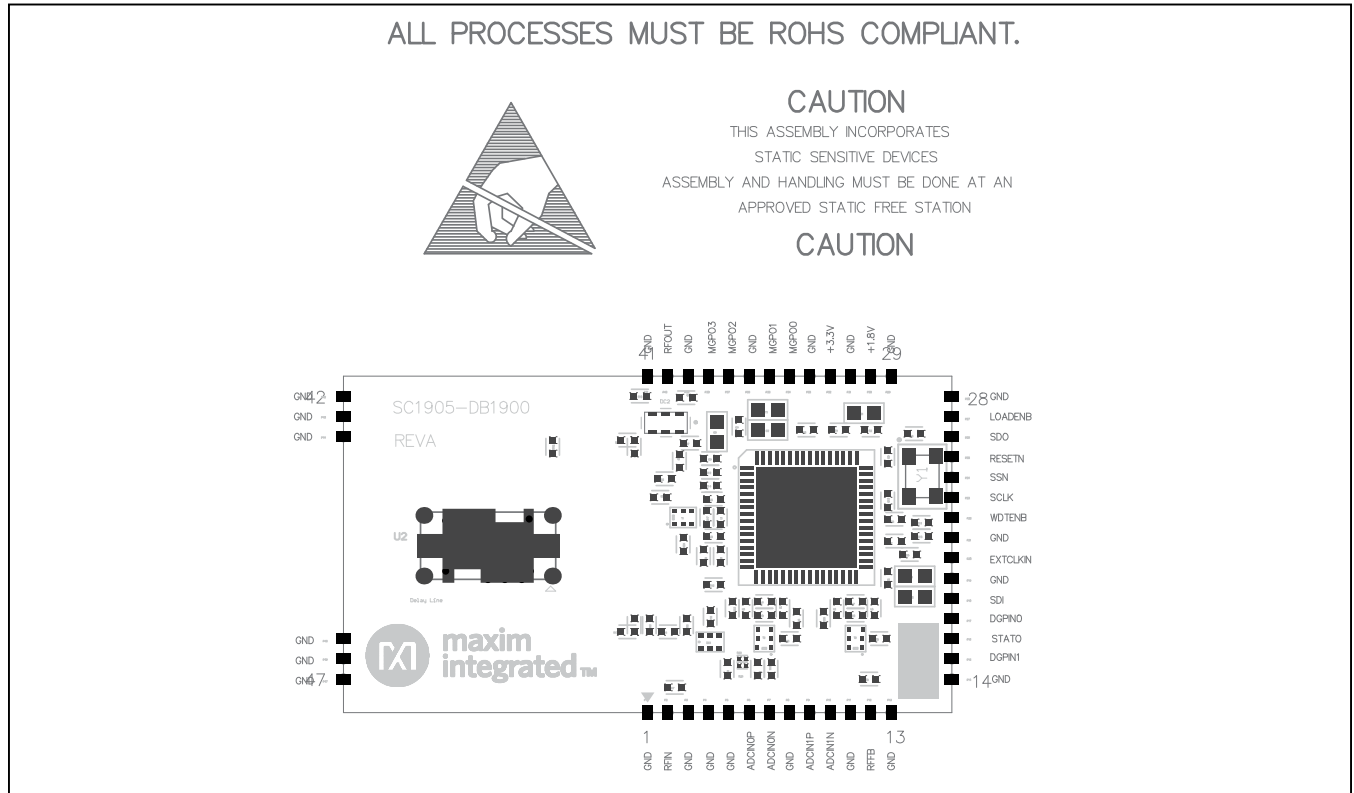 ALL PROCESSES MUST BE ROHS COMPLIANT.
CAUTION
THIS ASSEMBLY INCORPORATES
STATIC SENSITIVE DEVICES
ASSEMBLY AND HANDLING MUST BE DONE AT AN
APPROVED STATIC FREE STATION
CAUTION
GND RFOUT GND MGPO3 MGPO2 GND MGPO1 MGPO0 GND +3.3V GND +1.8V GND
41 29
GND 42
GND
GND
SC1905-DB1900
REVA
28 GND
LOADENB
SDO
RESETN
SSN
SCLK
WDTENB
GND
EXTCLKIN
GND
SDI
DGPIN0
STATO
DGPIN1
14 GND
Y1
U2
Delay Line
GND
GND
GND 47
maxim
integrated™
1 13
GND RFIN GND GND GND ADCIN0P ADCIN0N GND ADCIN1P ADCIN1N GND RFFB GND